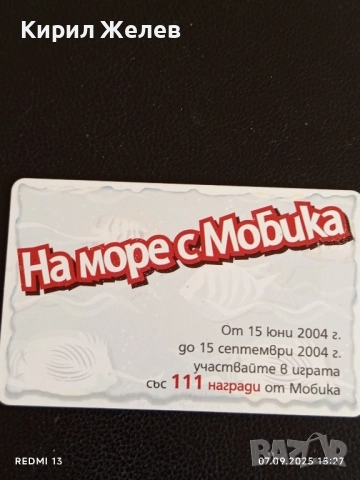 Кирил Желев
На море с Мобика
От 15 юни 2004 г.
до 15 септември 2004 г.
участвайте в играта
със 111 награди от Мобика
REDMI 13
07.09.2025 15:27
BAZAR